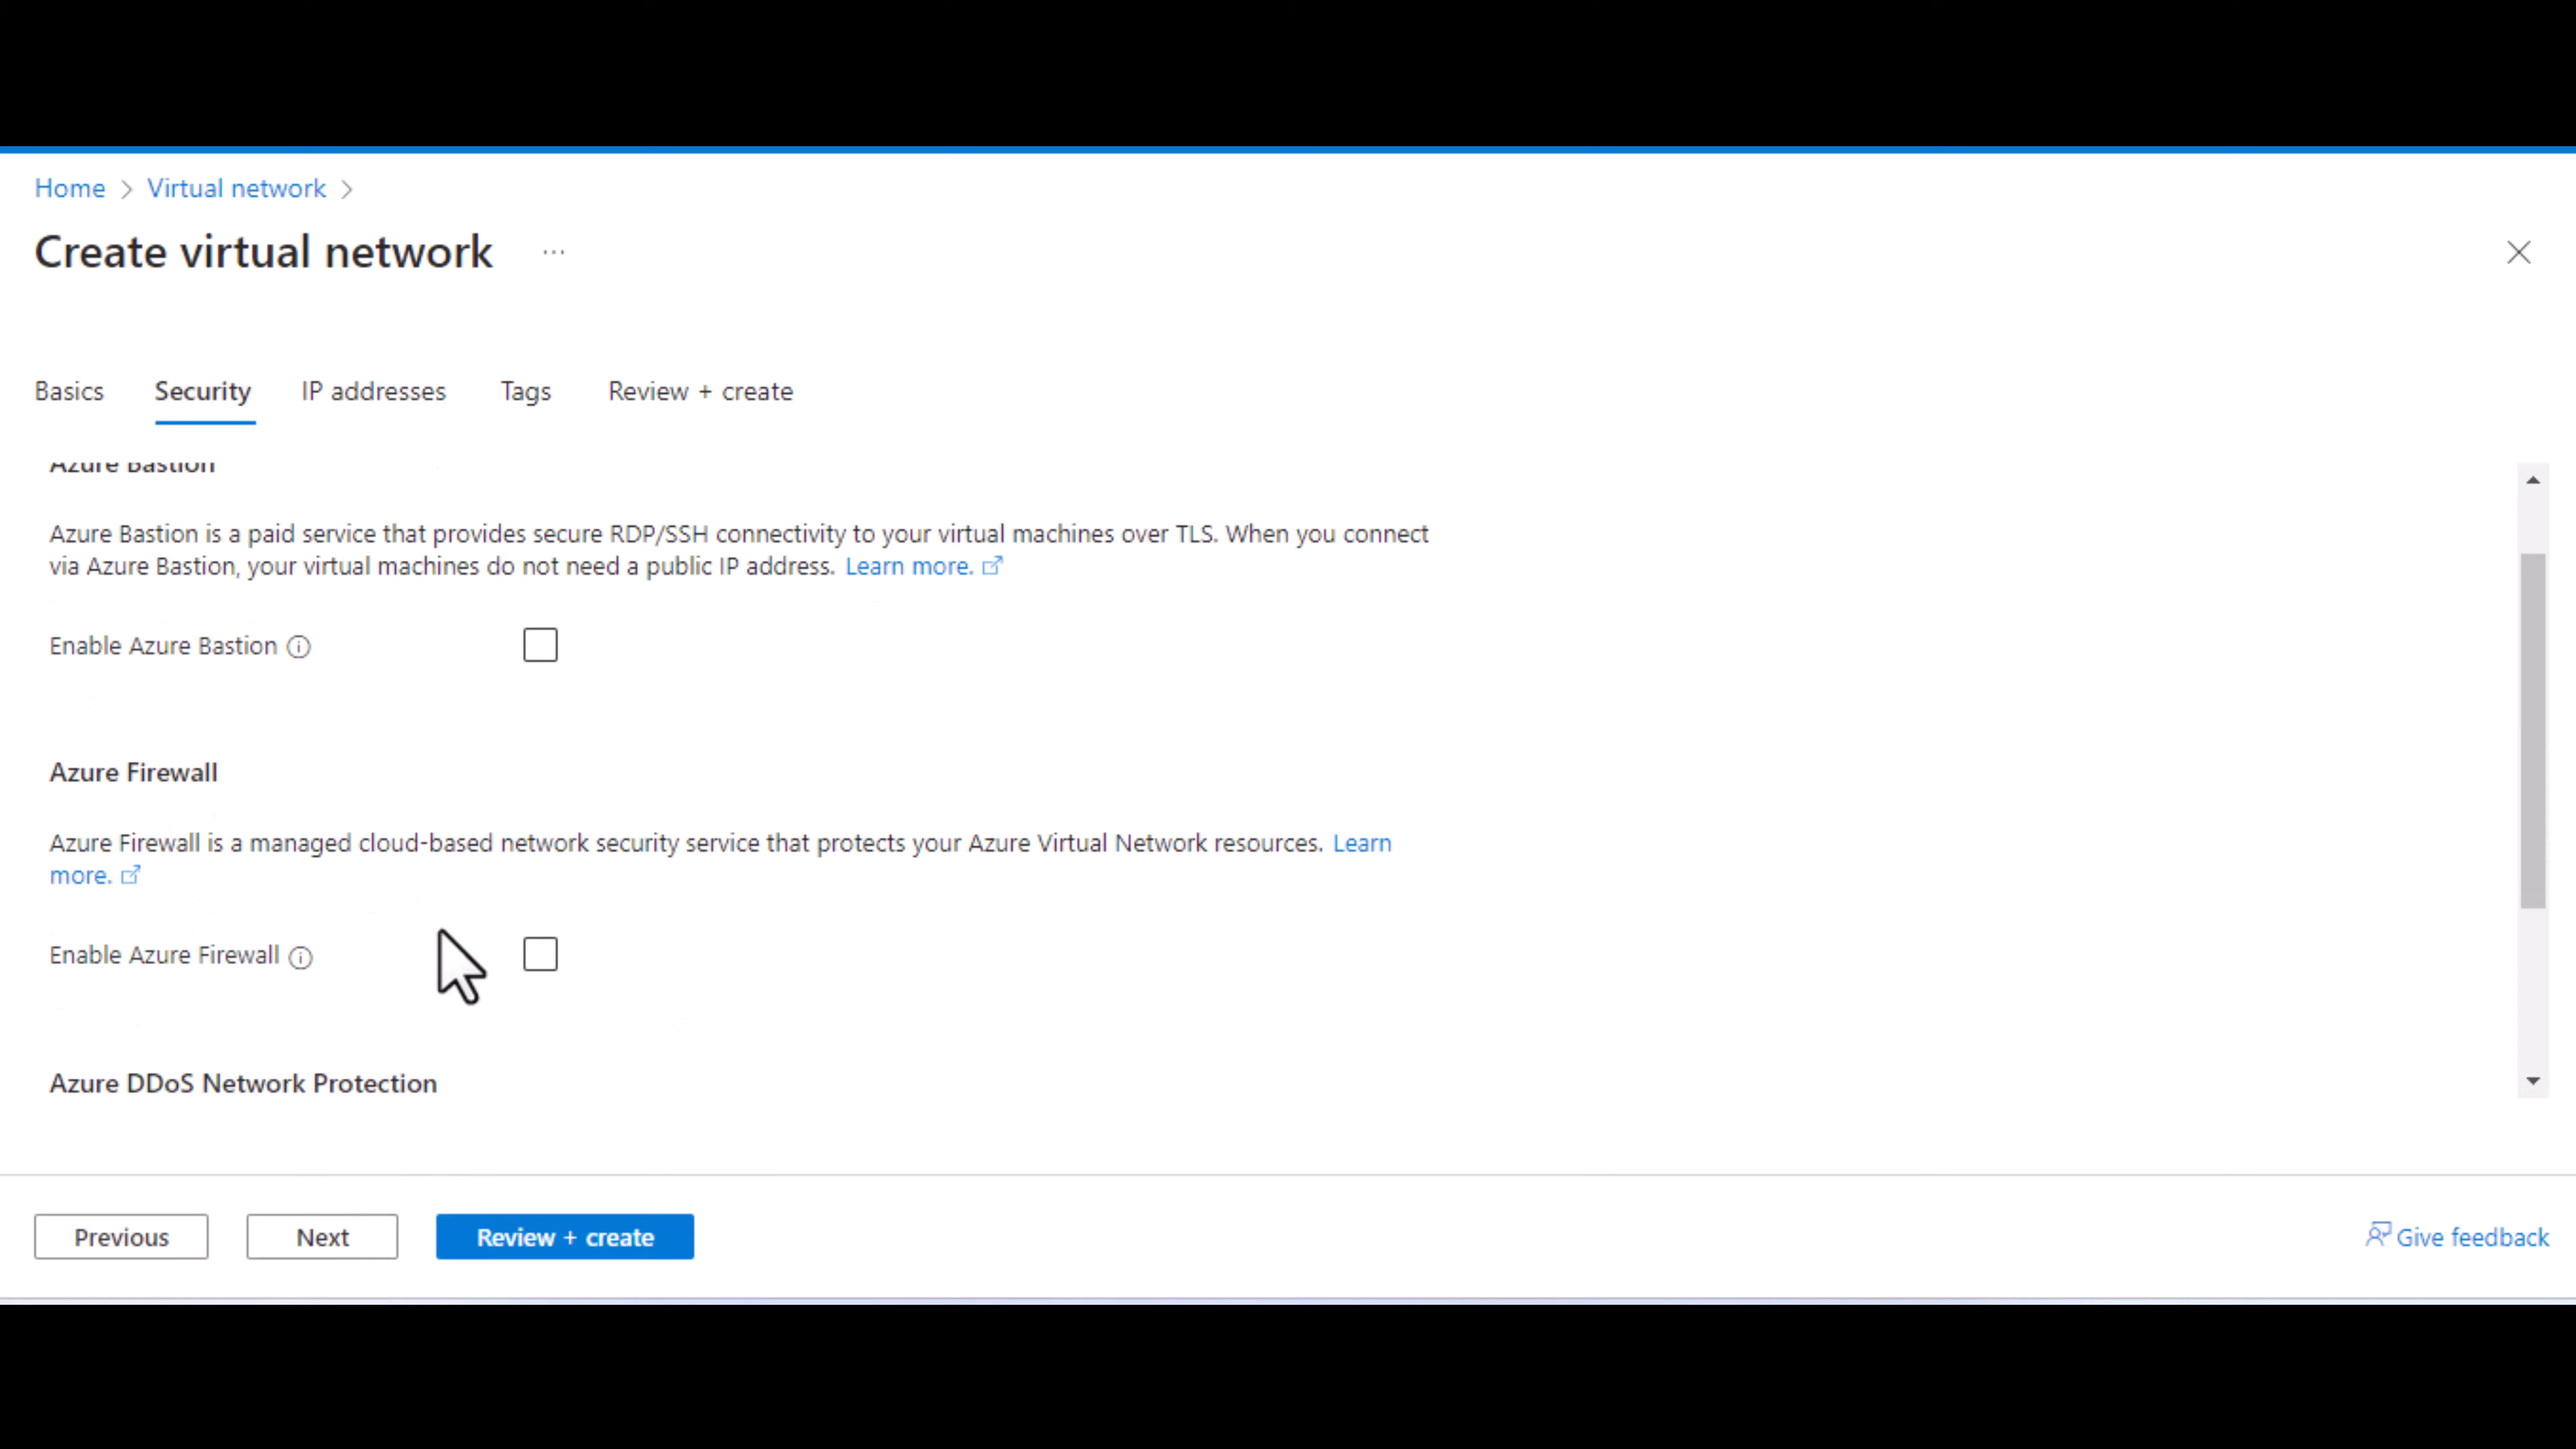 Home > Virtual network >
Create virtual network ...
Basics Security IP addresses Tags Review + create
Azure Bastion
Azure Bastion is a paid service that provides secure RDP/SSH connectivity to your virtual machines over TLS. When you connect
via Azure Bastion, your virtual machines do not need a public IP address. Learn more.
Enable Azure Bastion
Azure Firewall
Azure Firewall is a managed cloud-based network security service that protects your Azure Virtual Network resources. Learn
more.
Enable Azure Firewall
Azure DDoS Network Protection
Previous Next Review + create Give feedback